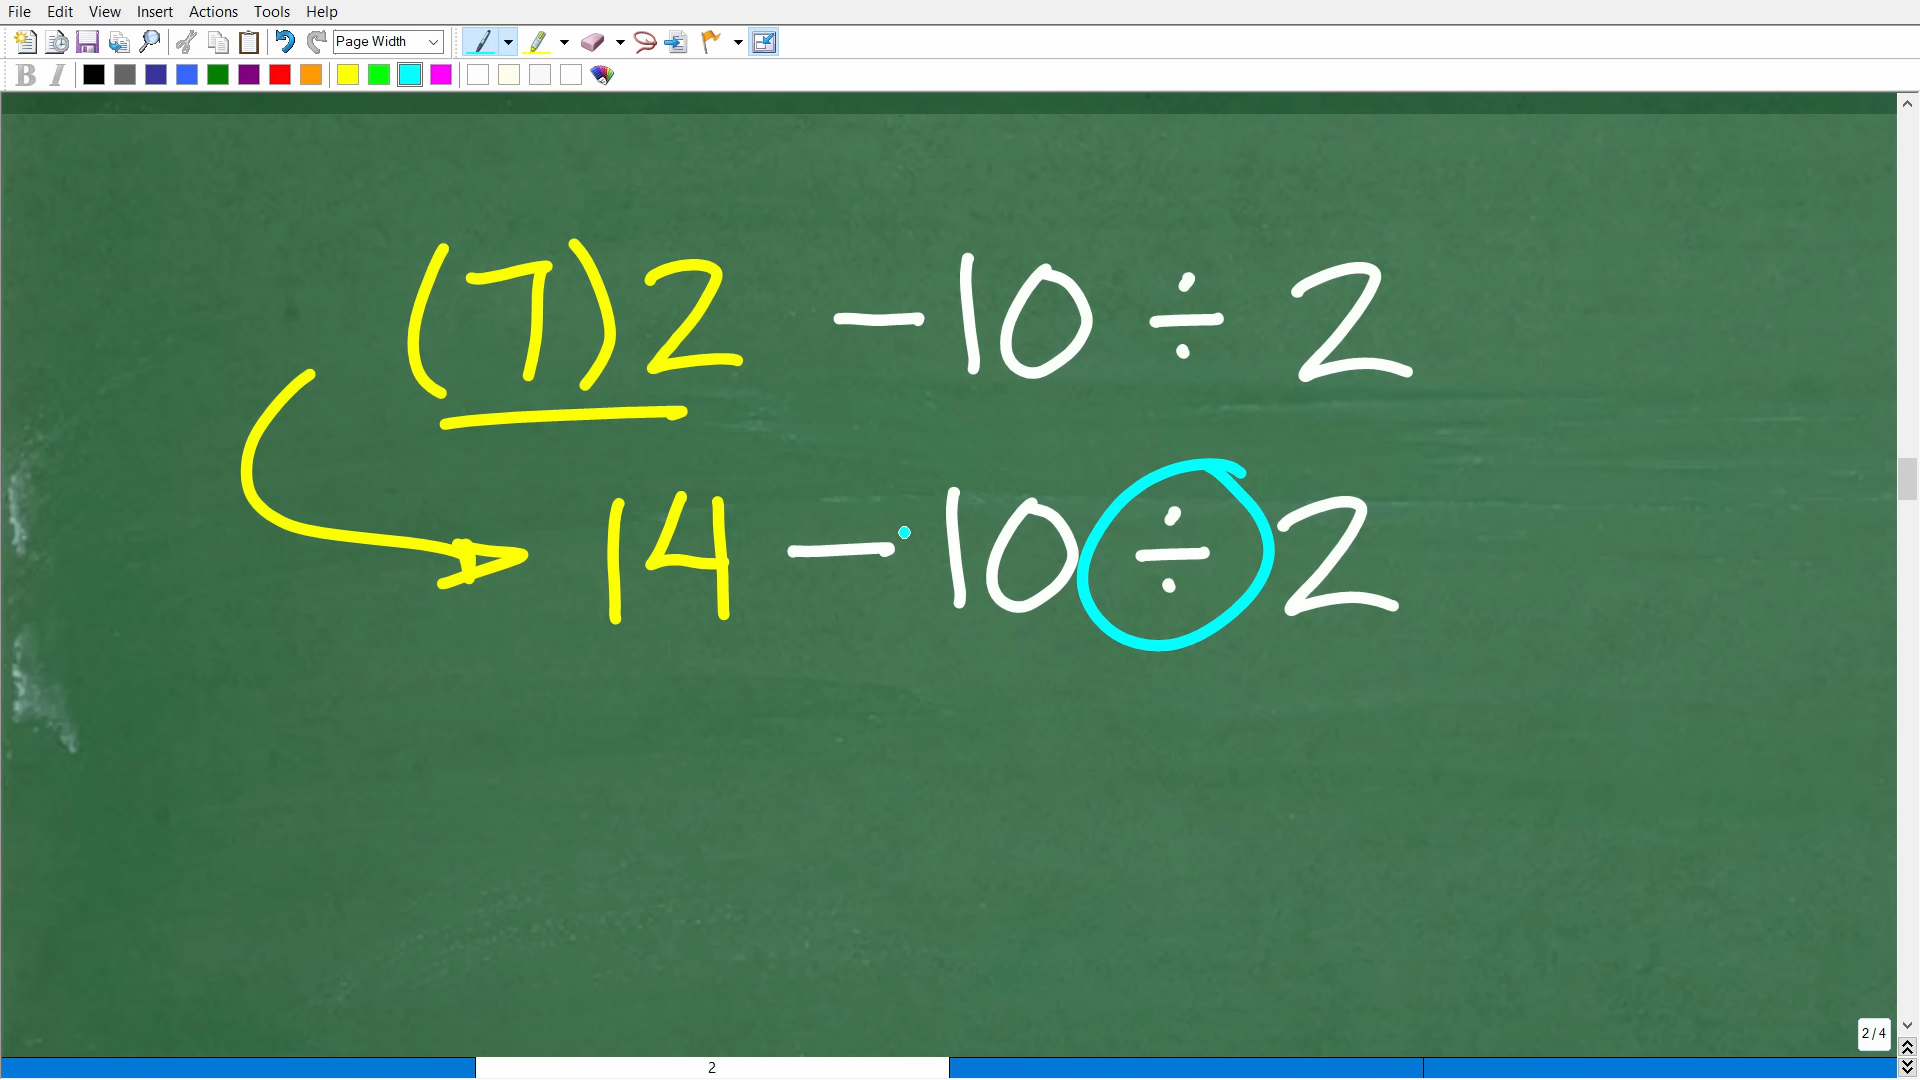 File Edit View Insert Actions Tools Help
Page Width
B I
(7)2 -10 ÷ 2
14 - 10 ÷ 2
2 / 4
2